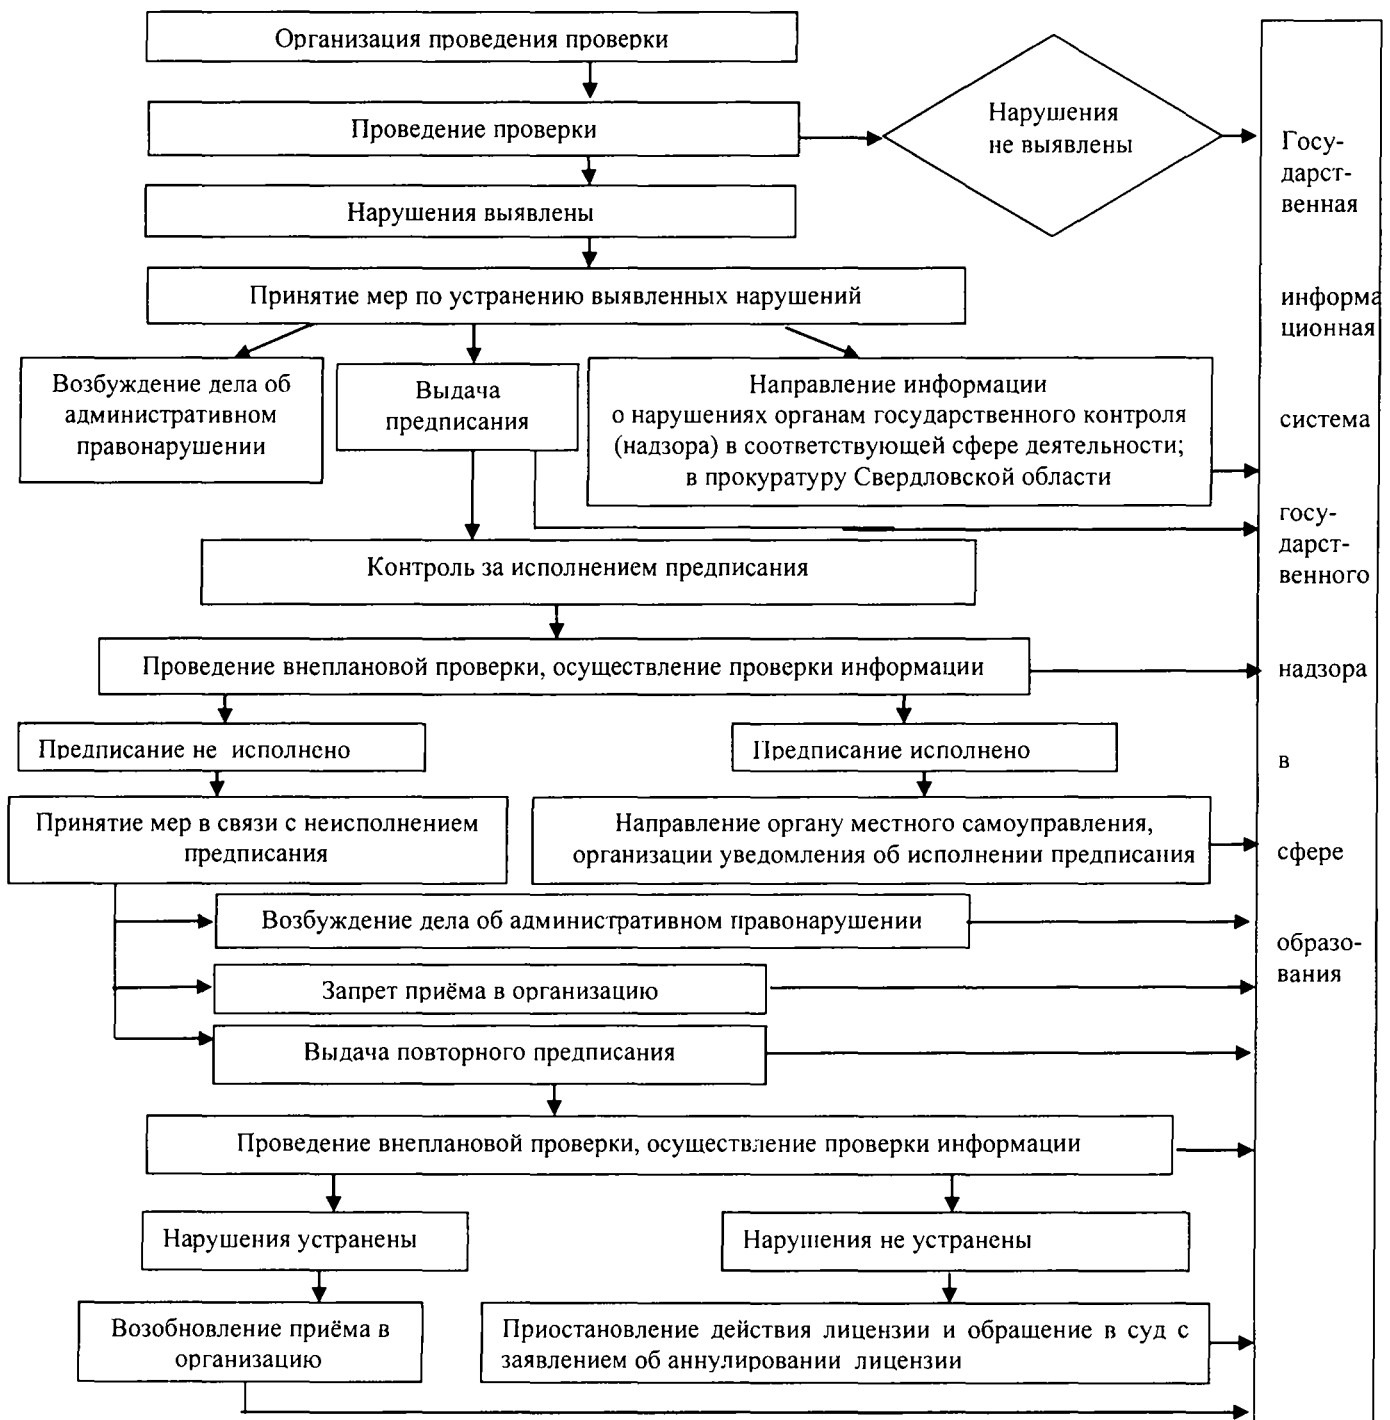 Организация проведения проверки
Проведение проверки
Нарушения
не выявлены
Нарушения выявлены
Принятие мер по устранению выявленных нарушений
Возбуждение дела об
административном
правонарушении
Выдача
предписания
Направление информации
о нарушениях органам государственного контроля
(надзора) в соответствующей сфере деятельности;
в прокуратуру Свердловской области
Контроль за исполнением предписания
Проведение внеплановой проверки, осуществление проверки информации
Предписание не исполнено
Предписание исполнено
Принятие мер в связи с неисполнением
предписания
Направление органу местного самоуправления,
организации уведомления об исполнении предписания
Возбуждение дела об административном правонарушении
Запрет приёма в организацию
Выдача повторного предписания
Проведение внеплановой проверки, осуществление проверки информации
Нарушения устранены
Нарушения не устранены
Возобновление приёма в
организацию
Приостановление действия лицензии и обращение в суд с
заявлением об аннулировании лицензии
Госу-
дарст-
венная
информа
ционная
система
госу-
дарст-
венного
надзора
в
сфере
образо-
вания